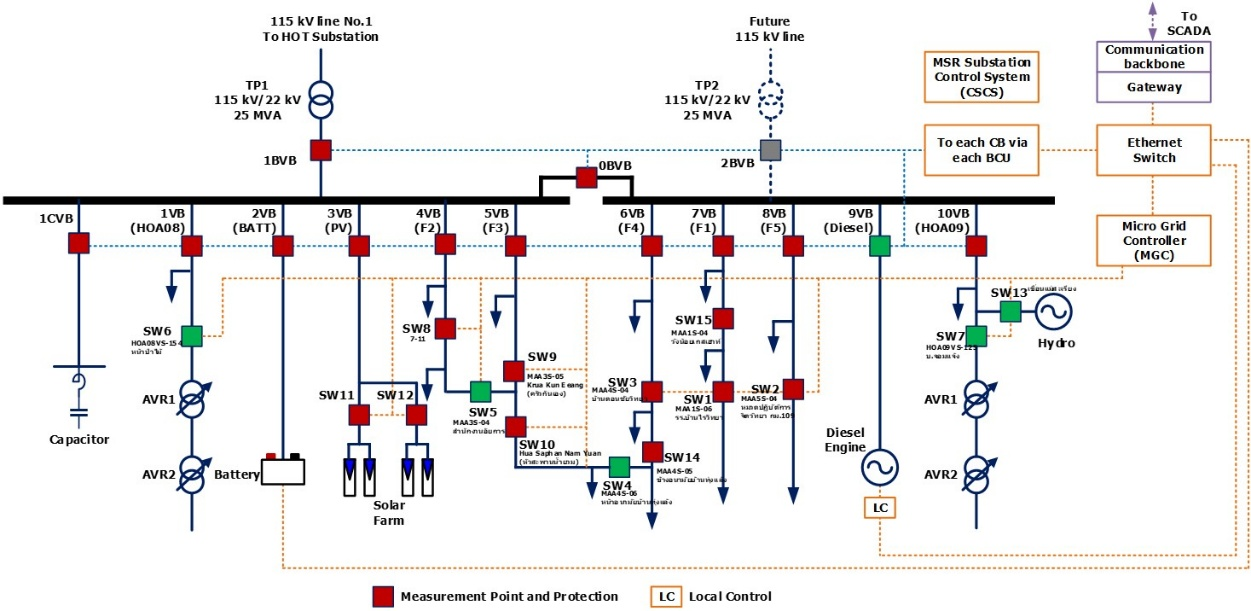 115 kV line No.1
To HOT Substation
Future
115 kV line
To
SCADA
Communication
backbone
Gateway
MSR Substation
Control System
(CSCS)
TP1
115 kV/22 kV
25 MVA
TP2
115 kV/22 kV
25 MVA
To each CB via
each BCU
Ethernet
Switch
1BVB
0BVB
2BVB
1CVB
1VB
(HOA08)
2VB
(BATT)
3VB
(PV)
4VB
(F2)
5VB
(F3)
6VB
(F4)
7VB
(F1)
8VB
(F5)
9VB
(Diesel)
10VB
(HOA09)
Micro Grid
Controller
(MGC)
SW6
HOA08VS-154
SW8
7-11
SW15
MAA1S-04
SW13
Hydro
SW7
HOA09VS-125
SW9
MAA3S-05
SW3
MAA4S-04
SW1
MAA1S-06
SW2
MAA5S-04
SW11
SW12
SW5
MAA3S-04
SW10
Hua Saphan Nam Yuan
SW14
MAA4S-05
SW4
MAA4S-06
AVR1
AVR2
AVR1
AVR2
Capacitor
Battery
Solar
Farm
Diesel
Engine
LC
Measurement Point and Protection
LC
Local Control